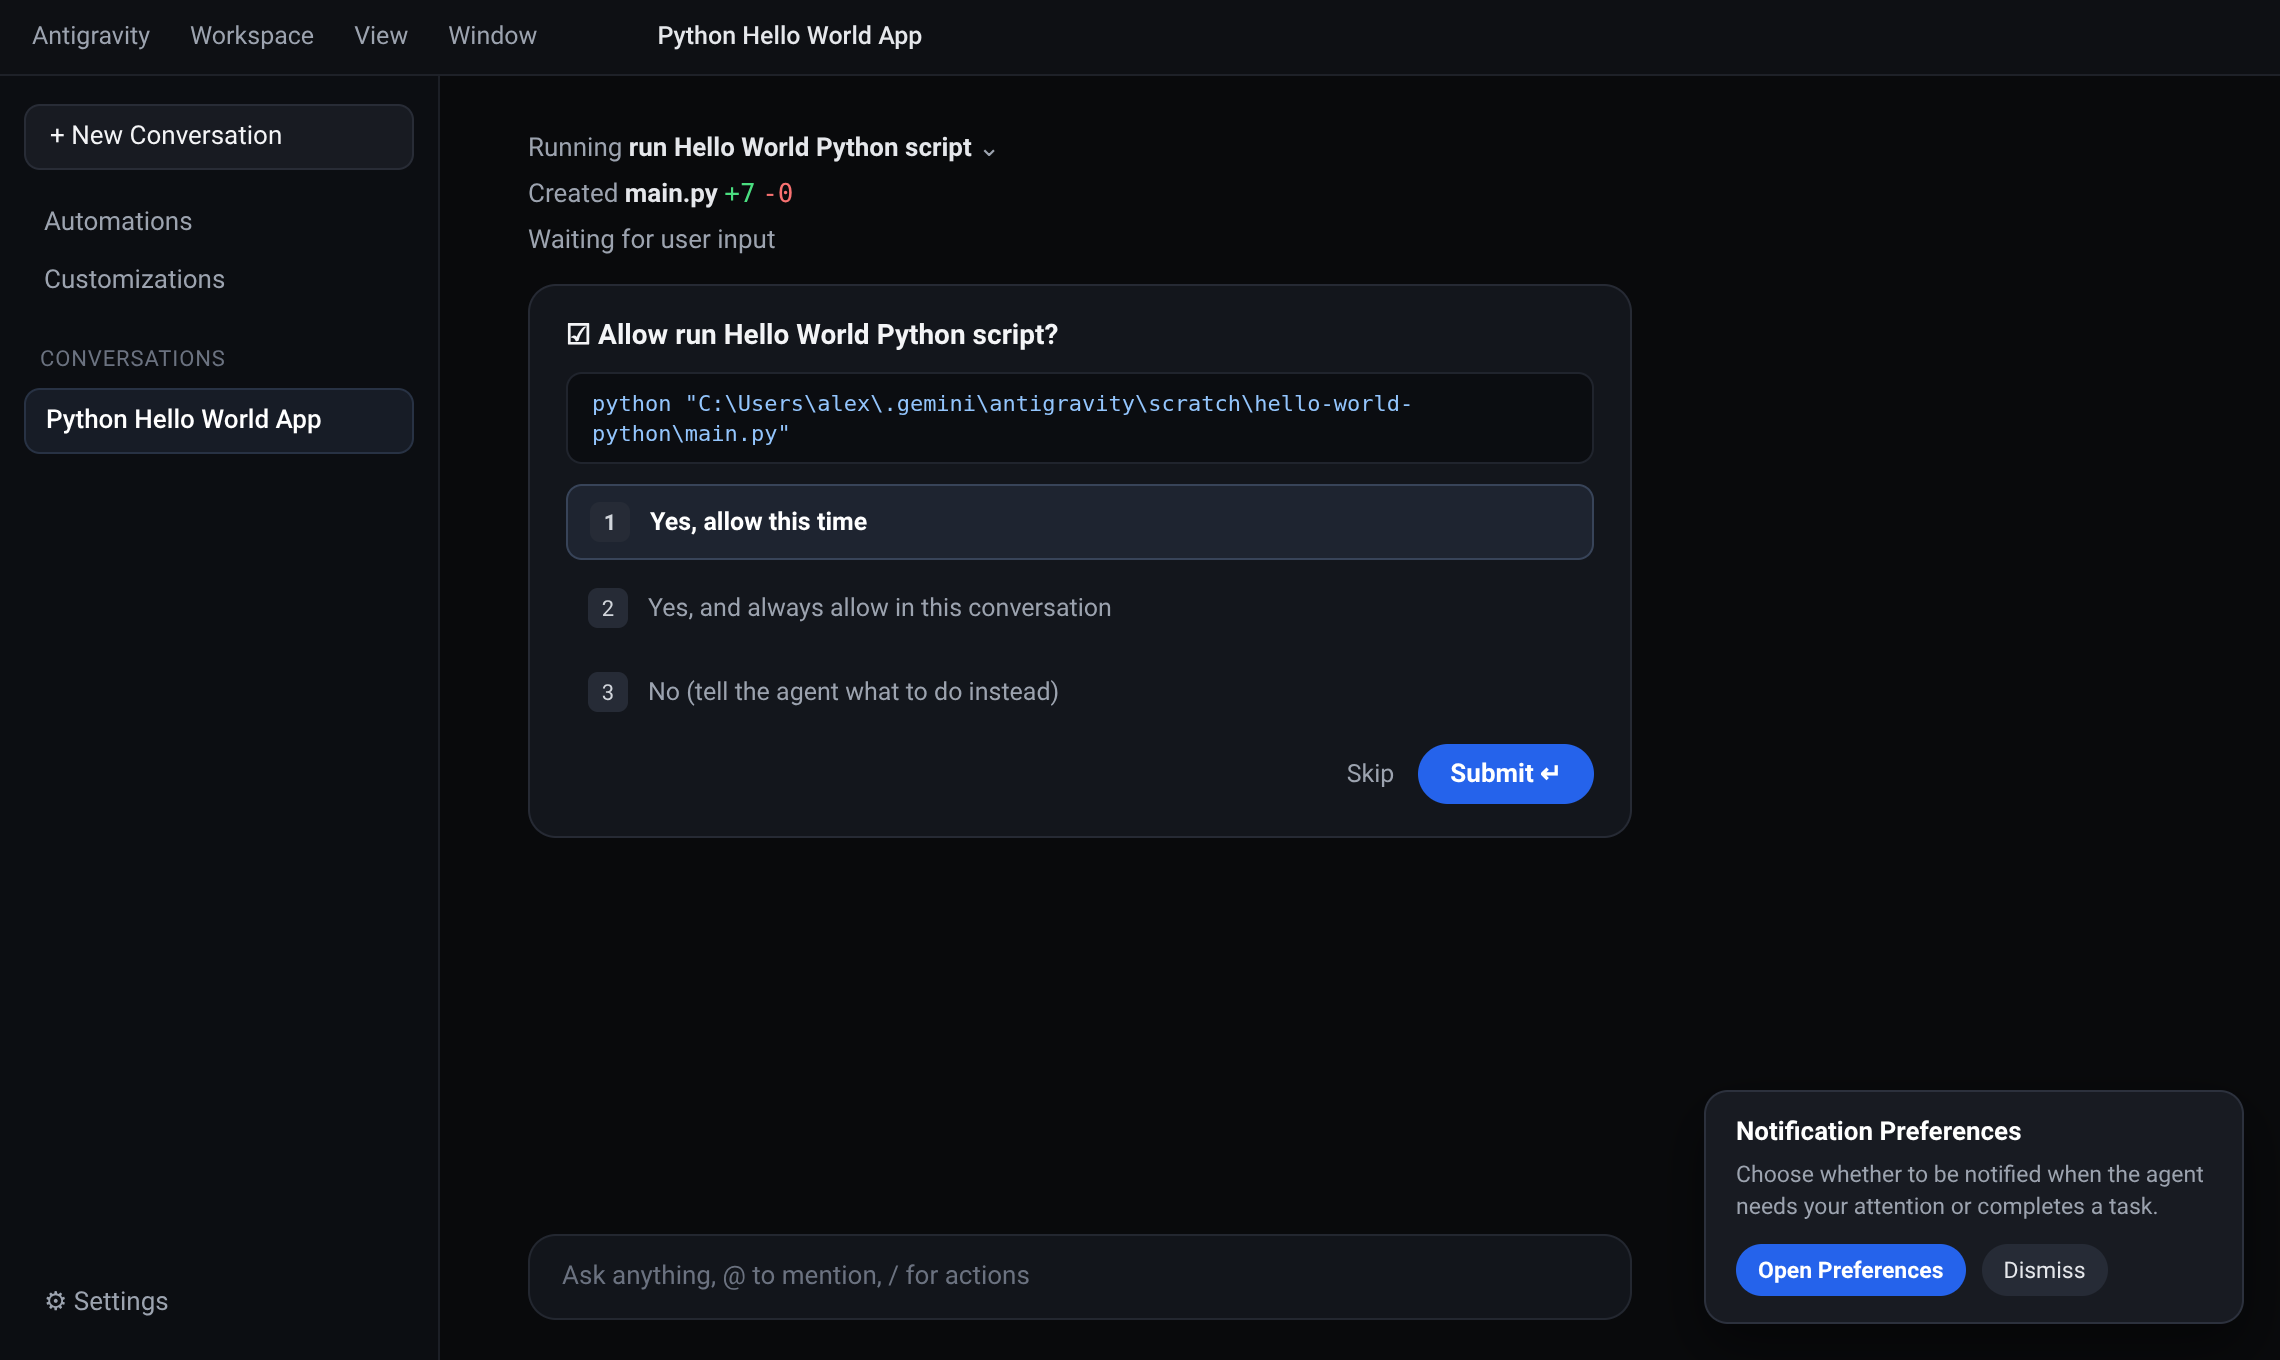 Antigravity Workspace View Window Python Hello World App
+ New Conversation
Automations
Customizations
CONVERSATIONS
Python Hello World App
⚙ Settings
Running run Hello World Python script ⌄
Created main.py +7 -0
Waiting for user input
☑ Allow run Hello World Python script?
python "C:\Users\alex\.gemini\antigravity\scratch\hello-world-
python\main.py"
1 Yes, allow this time
2 Yes, and always allow in this conversation
3 No (tell the agent what to do instead)
Skip Submit ↵
Ask anything, @ to mention, / for actions
Notification Preferences
Choose whether to be notified when the agent
needs your attention or completes a task.
Open Preferences Dismiss